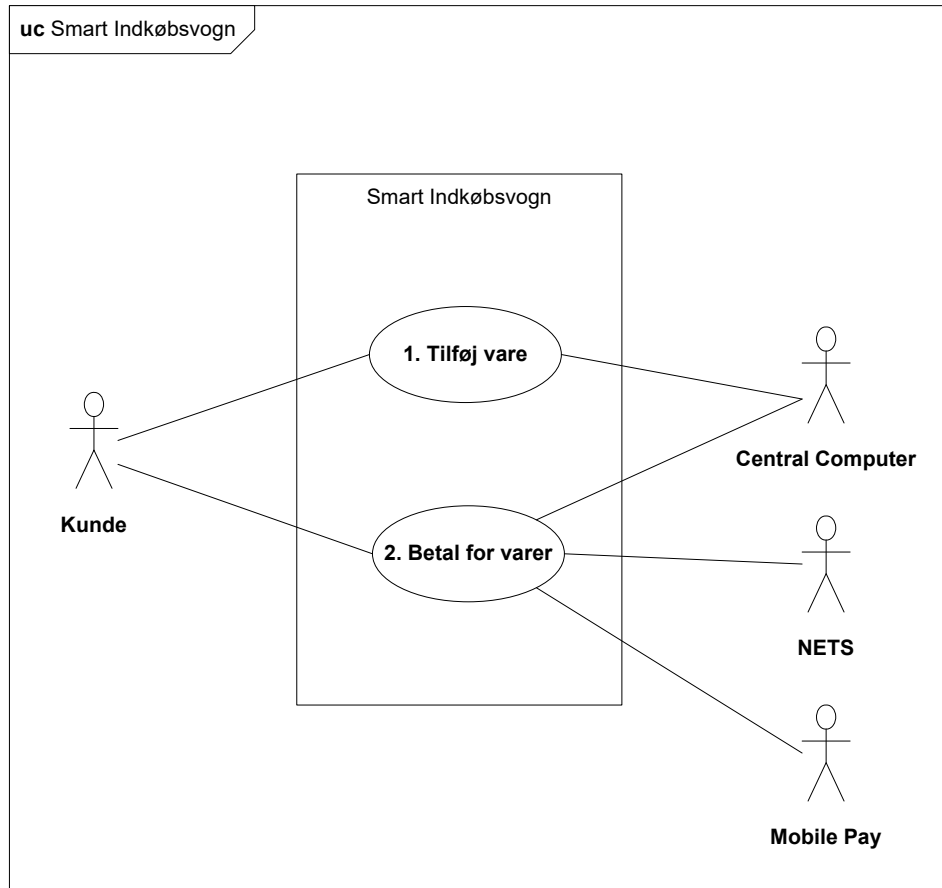 uc Smart Indkøbsvogn
Smart Indkøbsvogn
1. Tilføj vare
Central Computer
Kunde
2. Betal for varer
NETS
Mobile Pay